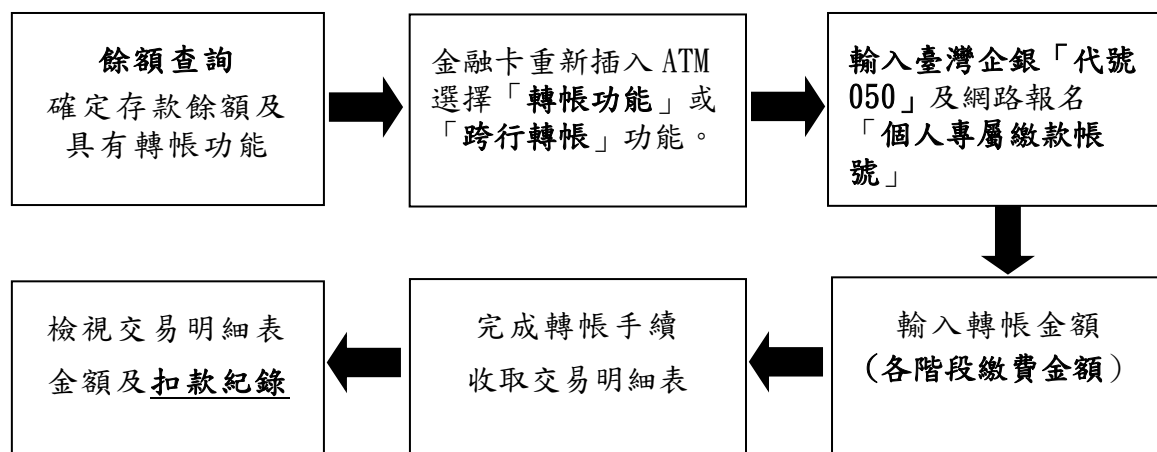 餘額查詢
確定存款餘額及
具有轉帳功能
金融卡重新插入 ATM
選擇「轉帳功能」或
「跨行轉帳」功能。
輸入臺灣企銀「代號
050」及網路報名
「個人專屬繳款帳
號」
輸入轉帳金額
(各階段繳費金額)
完成轉帳手續
收取交易明細表
檢視交易明細表
金額及扣款紀錄